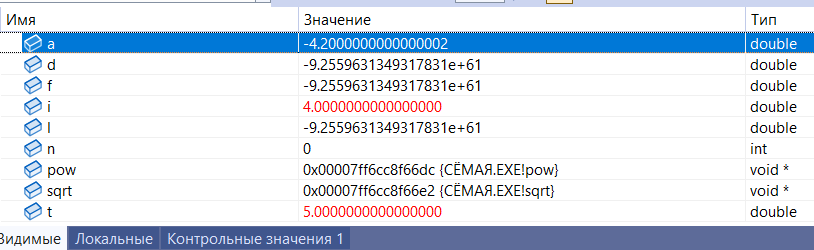 Имя Значение Тип
a -4.2000000000000002 double
d -9.2559631349317831e+61 double
f -9.2559631349317831e+61 double
i 4.0000000000000000 double
l -9.2559631349317831e+61 double
n 0 int
pow 0x00007ff6cc8f66dc {СЁМАЯ.EXE!pow} void *
sqrt 0x00007ff6cc8f66e2 {СЁМАЯ.EXE!sqrt} void *
t 5.0000000000000000 double
Видимые Локальные Контрольные значения 1